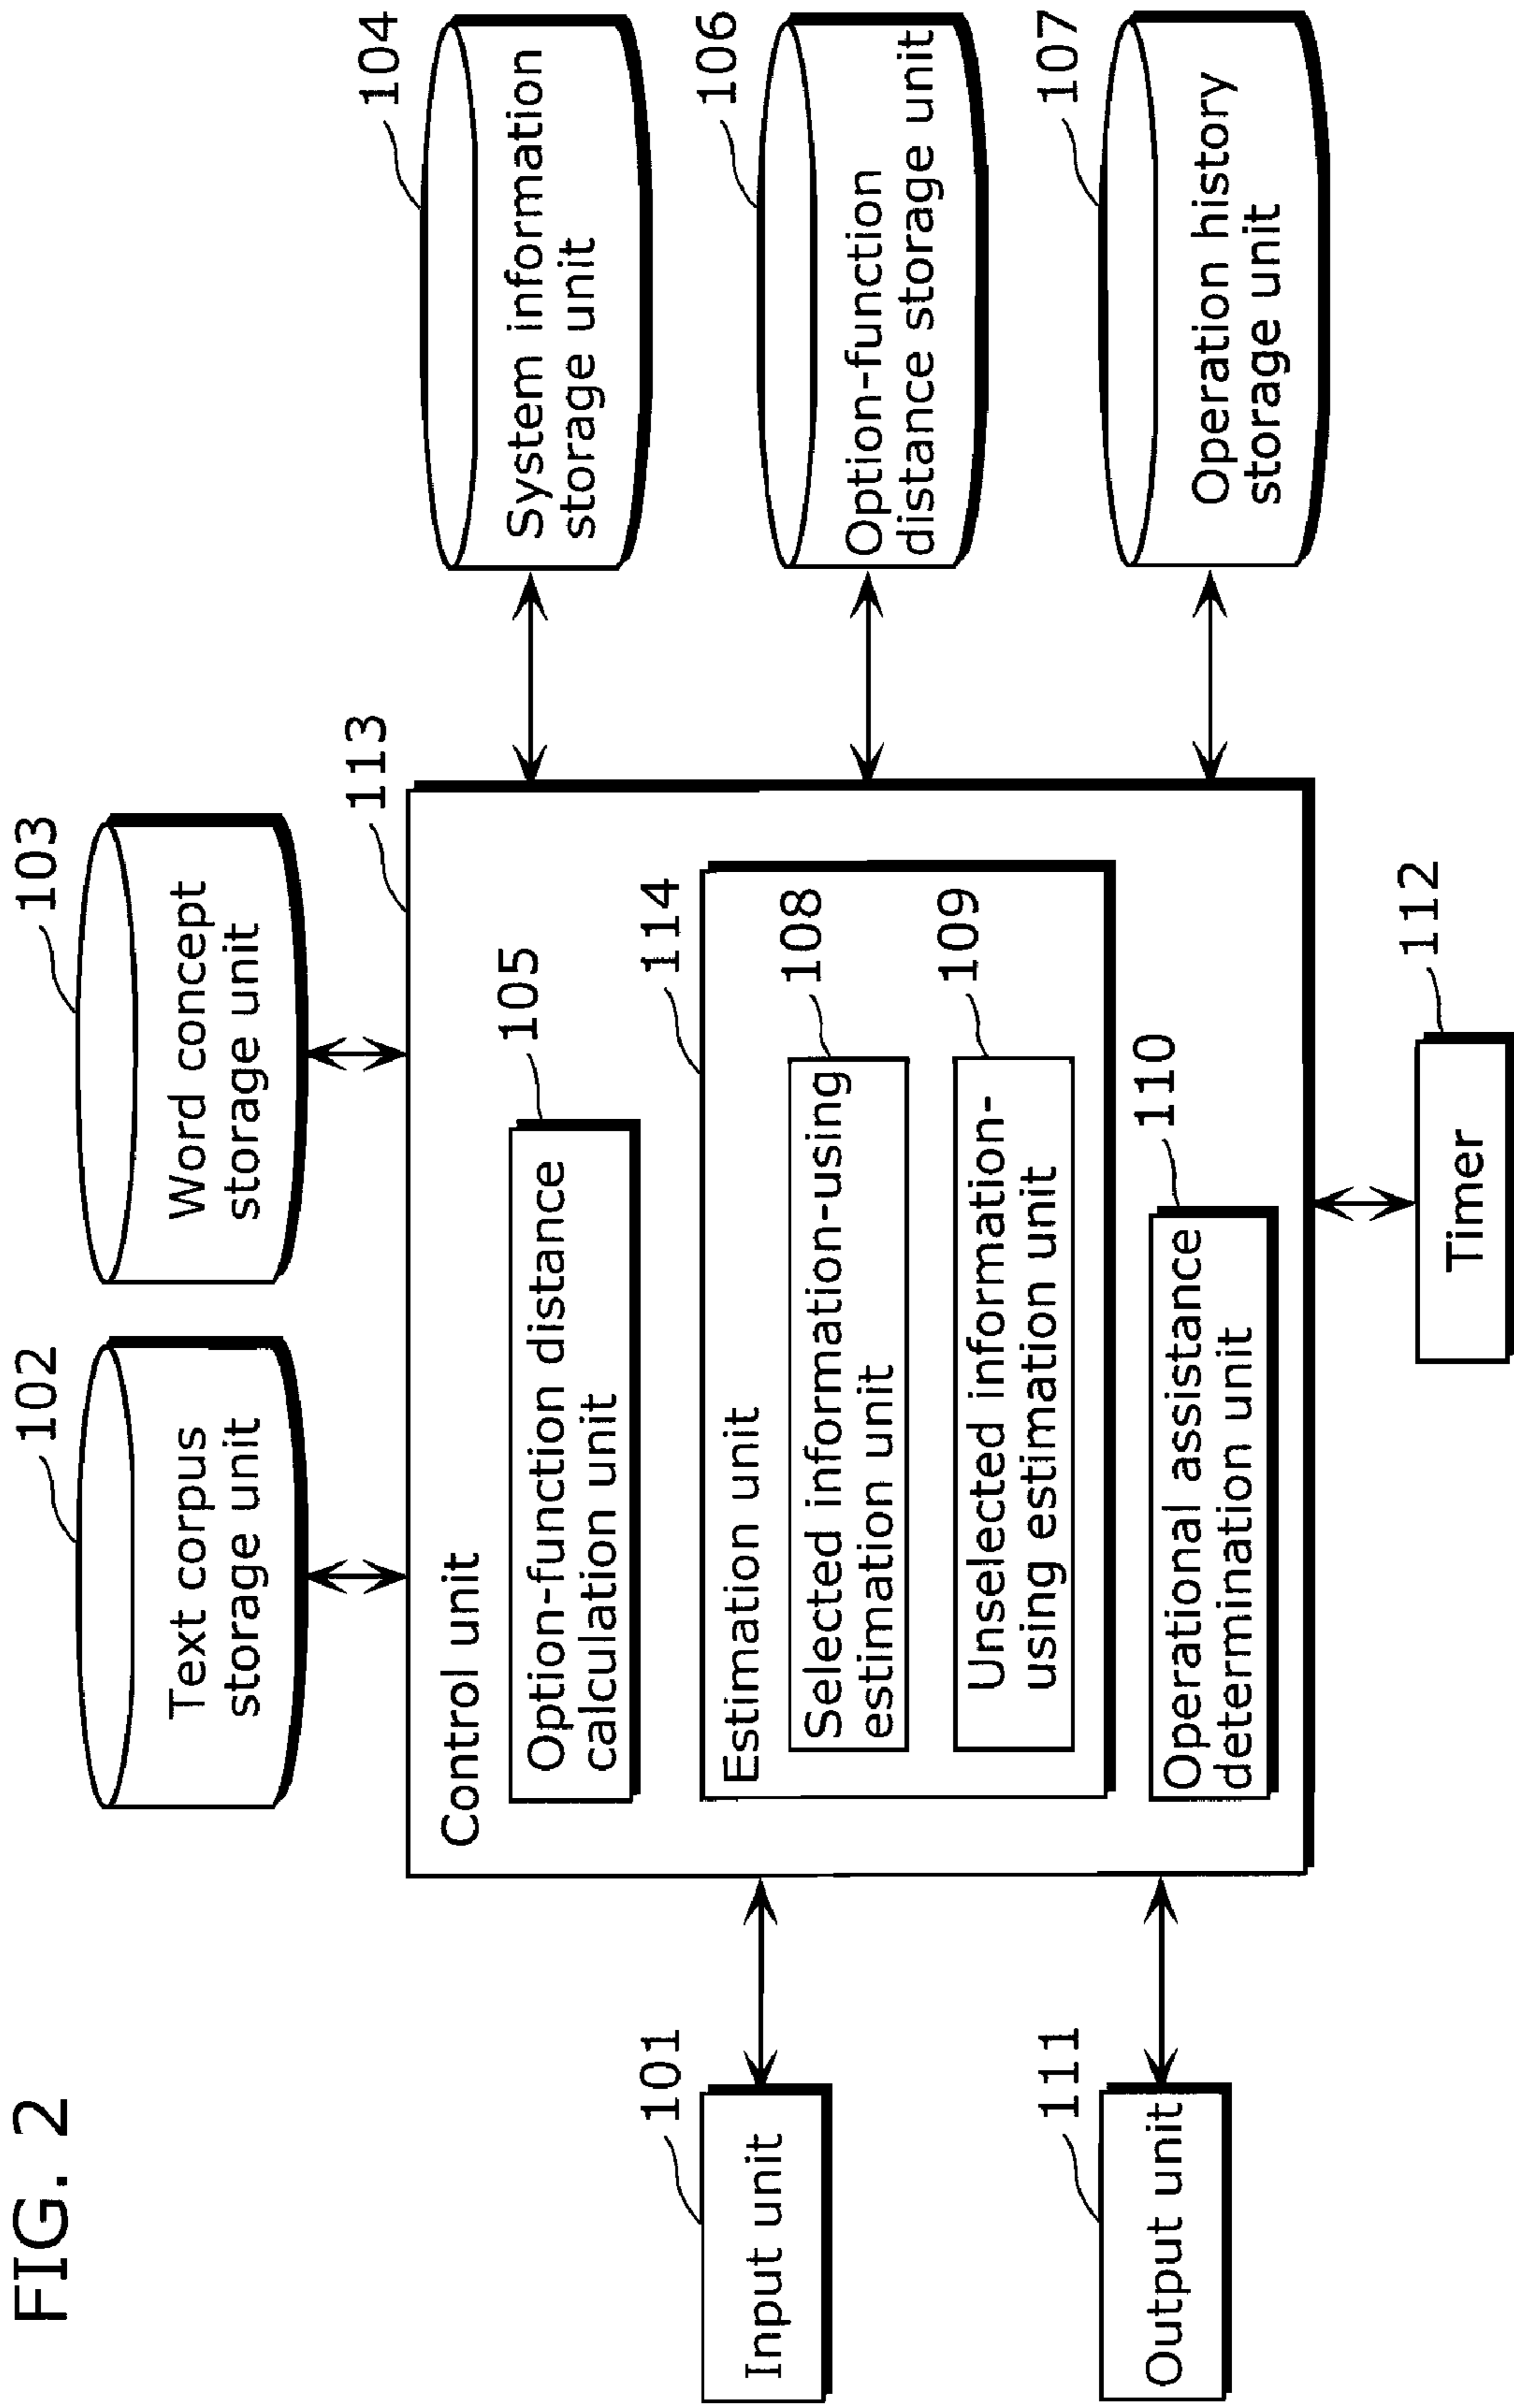 FIG. 2
102
Text corpus
storage unit
103
Word concept
storage unit
113
Control unit
105
Option-function distance
calculation unit
114
Estimation unit
108
Selected information-using
estimation unit
109
Unselected information-
using estimation unit
110
Operational assistance
determination unit
101
Input unit
111
Output unit
104
System information
storage unit
106
Option-function
distance storage unit
107
Operation history
storage unit
112
Timer